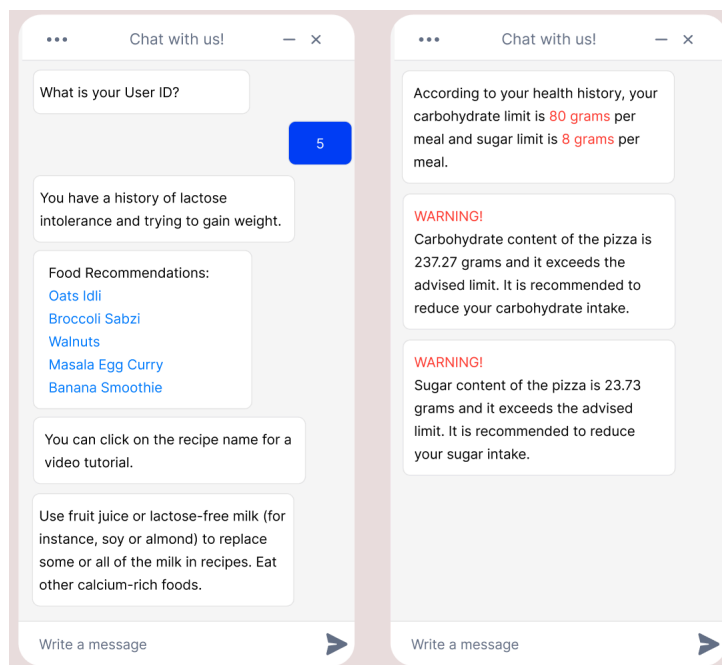 Chat with us!
What is your User ID?
5
You have a history of lactose
intolerance and trying to gain weight.
Food Recommendations:
Oats Idli
Broccoli Sabzi
Walnuts
Masala Egg Curry
Banana Smoothie
You can click on the recipe name for a
video tutorial.
Use fruit juice or lactose-free milk (for
instance, soy or almond) to replace
some or all of the milk in recipes. Eat
other calcium-rich foods.
Write a message
Chat with us!
According to your health history, your
carbohydrate limit is 80 grams per
meal and sugar limit is 8 grams per
meal.
WARNING!
Carbohydrate content of the pizza is
237.27 grams and it exceeds the
advised limit. It is recommended to
reduce your carbohydrate intake.
WARNING!
Sugar content of the pizza is 23.73
grams and it exceeds the advised
limit. It is recommended to reduce
your sugar intake.
Write a message